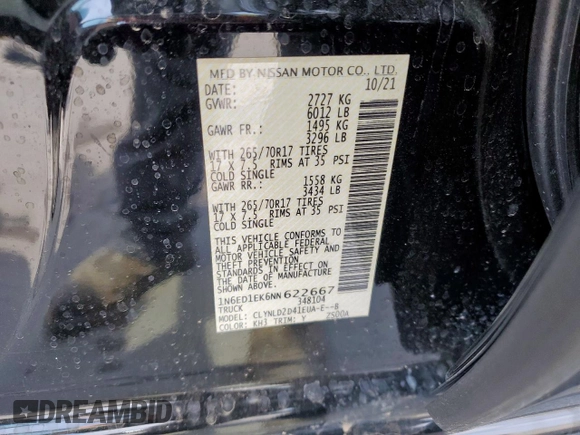 MFD BY NISSAN MOTOR CO., LTD.
DATE: 10/21
GVWR: 2727 KG
6012 LB
GAWR FR.: 1495 KG
3296 LB
WITH 265/70R17 TIRES
17 X 7.5 RIMS AT 35 PSI
COLD SINGLE
GAWR RR.: 1558 KG
3434 LB
WITH 265/70R17 TIRES
17 X 7.5 RIMS AT 35 PSI
COLD SINGLE
THIS VEHICLE CONFORMS TO
ALL APPLICABLE FEDERAL
MOTOR VEHICLE SAFETY AND
THEFT PREVENTION
STANDARDS IN EFFECT ON THE
DATE OF MANUFACTURE
SHOWN ABOVE.
1N6ED1EK6NN622667
TRUCK 348104
MODEL: CLYNLDZD41EUA-E--B
COLOR: KH3 TRIM: Y 2500A
DREAMBID